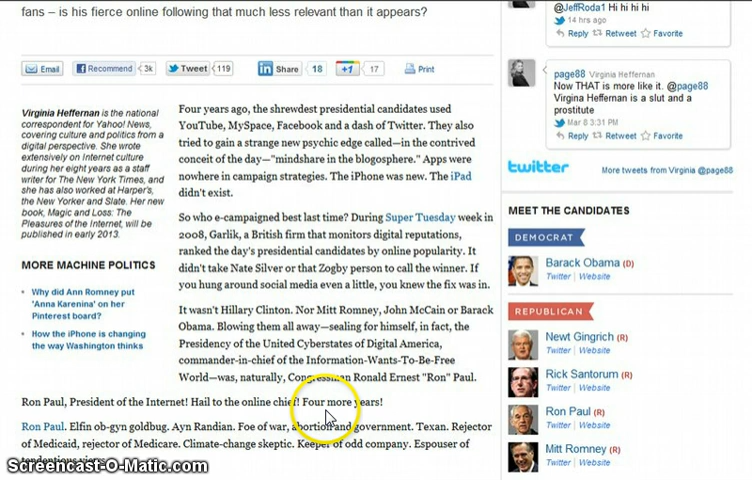 fans – is his fierce online following that much less relevant than it appears?
Email
Recommend
3k
Tweet
119
Share
18
+1
17
Print
Virginia Heffernan is the national
correspondent for Yahoo! News,
covering culture and politics from a
digital perspective. She wrote
extensively on Internet culture
during her eight years as a staff
writer for The New York Times, and
she has also worked at Harper's,
the New Yorker and Slate. Her new
book, Magic and Loss: The
Pleasures of the Internet, will be
published in early 2013.
MORE MACHINE POLITICS
Why did Ann Romney put
'Anna Karenina' on her
Pinterest board?
How the iPhone is changing
the way Washington thinks
Four years ago, the shrewdest presidential candidates used
YouTube, MySpace, Facebook and a dash of Twitter. They also
tried to gain a strange new psychic edge called—in the contrived
conceit of the day—"mindshare in the blogosphere." Apps were
nowhere in campaign strategies. The iPhone was new. The iPad
didn't exist.
So who e-campaigned best last time? During Super Tuesday week in
2008, Garlik, a British firm that monitors digital reputations,
ranked the day's presidential candidates by online popularity. It
didn't take Nate Silver or that Zogby person to call the winner. If
you hung around social media even a little, you knew the fix was in.
It wasn't Hillary Clinton. Nor Mitt Romney, John McCain or Barack
Obama. Blowing them all away—sealing for himself, in fact, the
Presidency of the United Cyberstates of Digital America,
commander-in-chief of the Information-Wants-To-Be-Free
World—was, naturally, Congressman Ronald Ernest "Ron" Paul.
Ron Paul, President of the Internet! Hail to the online chief! Four more years!
Ron Paul. Elfin ob-gyn goldbug. Ayn Randian. Foe of war, abortion and government. Texan. Rejector
of Medicaid, rejector of Medicare. Climate-change skeptic. Keeper of odd company. Espouser of
tendentious views.
@JeffRoda1 Hi hi hi hi
14 hrs ago
Reply Retweet Favorite
page88 Virginia Heffernan
Now THAT is more like it. @page88
Virgina Heffernan is a slut and a
prostitute
Mar 8 3:31 PM
Reply Retweet Favorite
twitter
More tweets from Virginia @page88
MEET THE CANDIDATES
DEMOCRAT
Barack Obama (D)
Twitter | Website
REPUBLICAN
Newt Gingrich (R)
Twitter | Website
Rick Santorum (R)
Twitter | Website
Ron Paul (R)
Twitter | Website
Mitt Romney (R)
Twitter | Website
Screencast-O-Matic.com